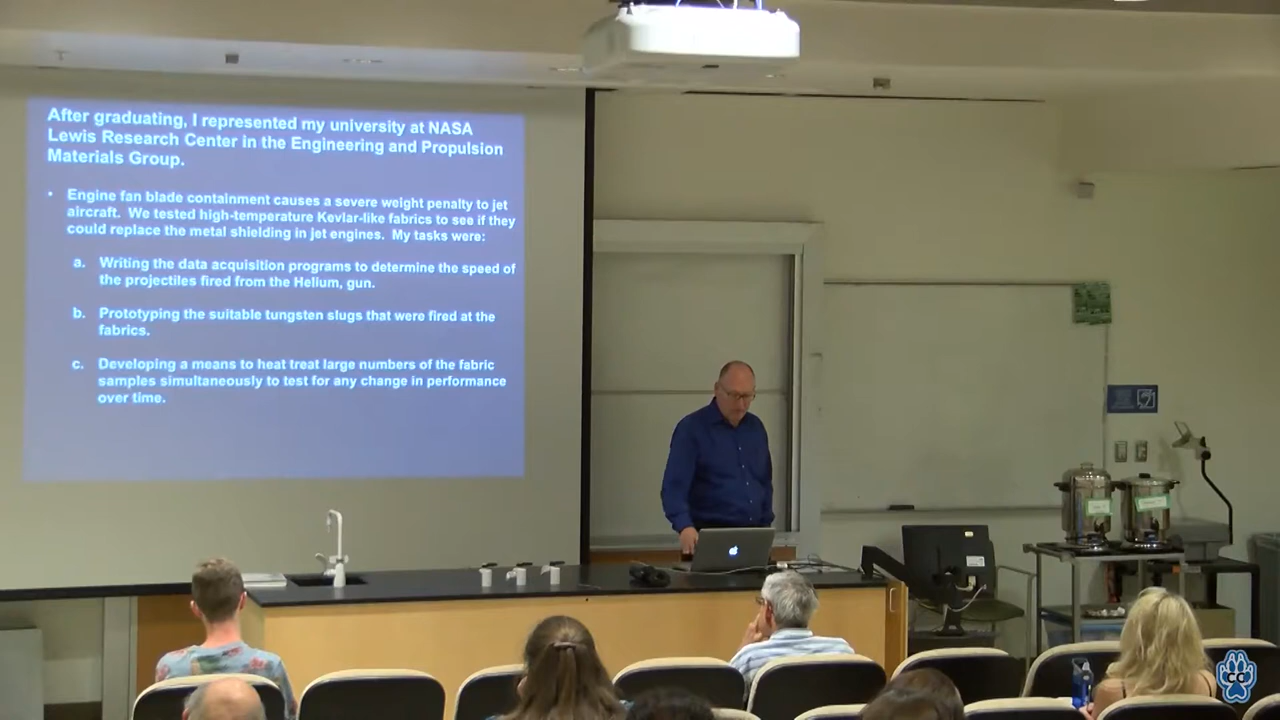 After graduating, I represented my university at NASA
Lewis Research Center in the Engineering and Propulsion
Materials Group.
• Engine fan blade containment causes a severe weight penalty to jet
aircraft. We tested high-temperature Kevlar-like fabrics to see if they
could replace the metal shielding in jet engines. My tasks were:
a. Writing the data acquisition programs to determine the speed of
the projectiles fired from the Helium, gun.
b. Prototyping the suitable tungsten slugs that were fired at the
fabrics.
c. Developing a means to heat treat large numbers of the fabric
samples simultaneously to test for any change in performance
over time.
CC